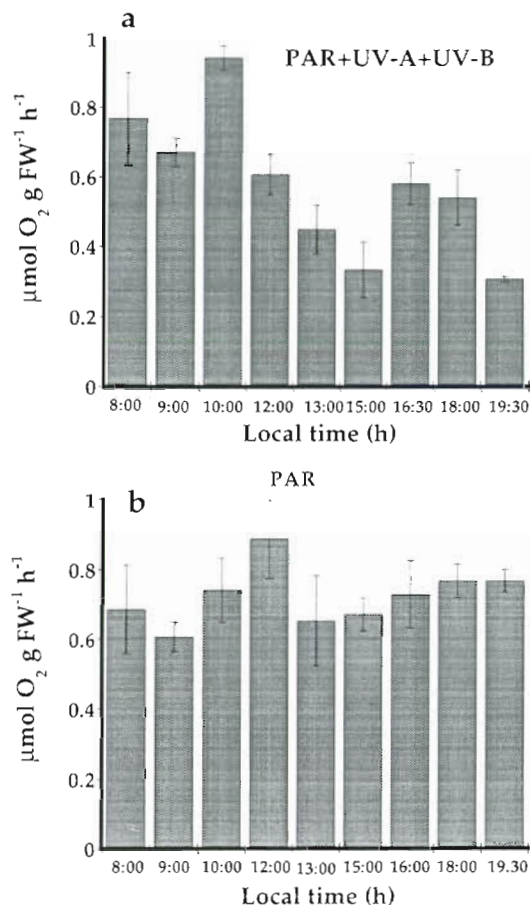 a
PAR+UV-A+UV-B
μmol O₂ g FW⁻¹ h⁻¹
1
0.8
0.6
0.4
0.2
0
8:00 9:00 10:00 12:00 13:00 15:00 16:30 18:00 19:30
Local time (h)
PAR
b
μmol O₂ g FW⁻¹ h⁻¹
1
0.8
0.6
0.4
0.2
0
8:00 9:00 10:00 12:00 13:00 15:00 16:00 18:00 19.30
Local time (h)